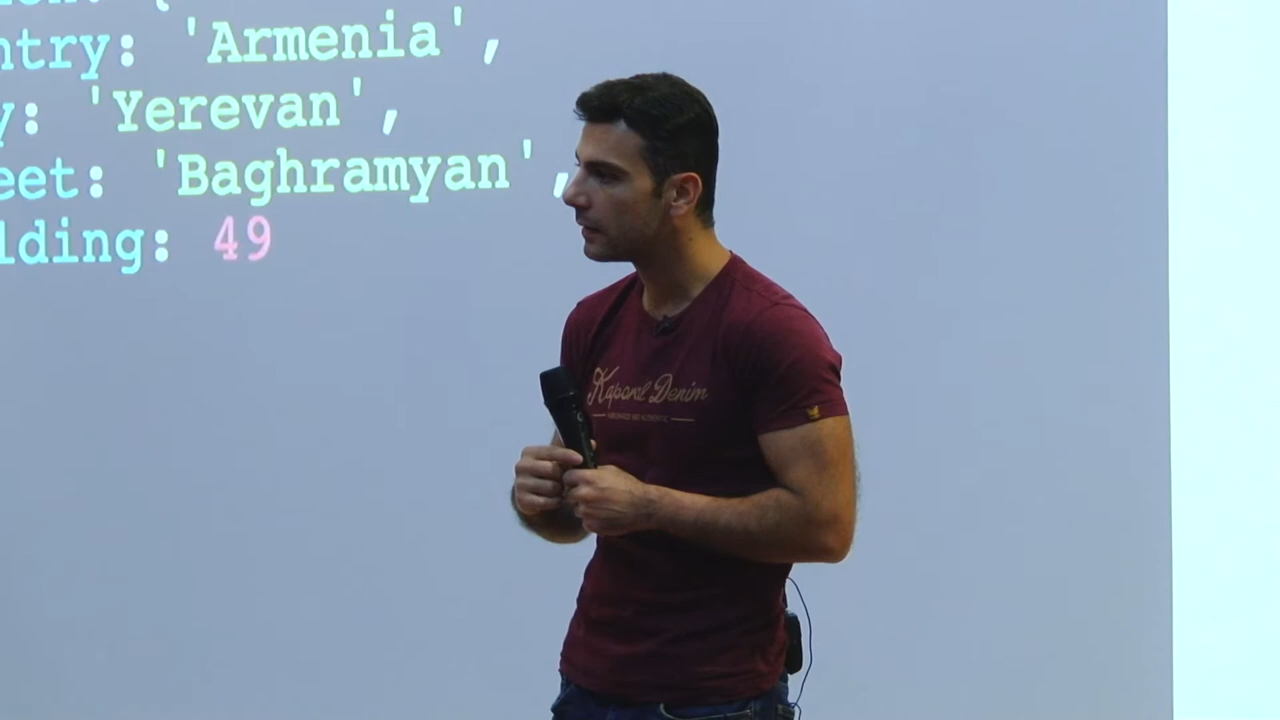 ntry: 'Armenia',
y: 'Yerevan',
eet: 'Baghramyan',
lding: 49
Kaporal Denim